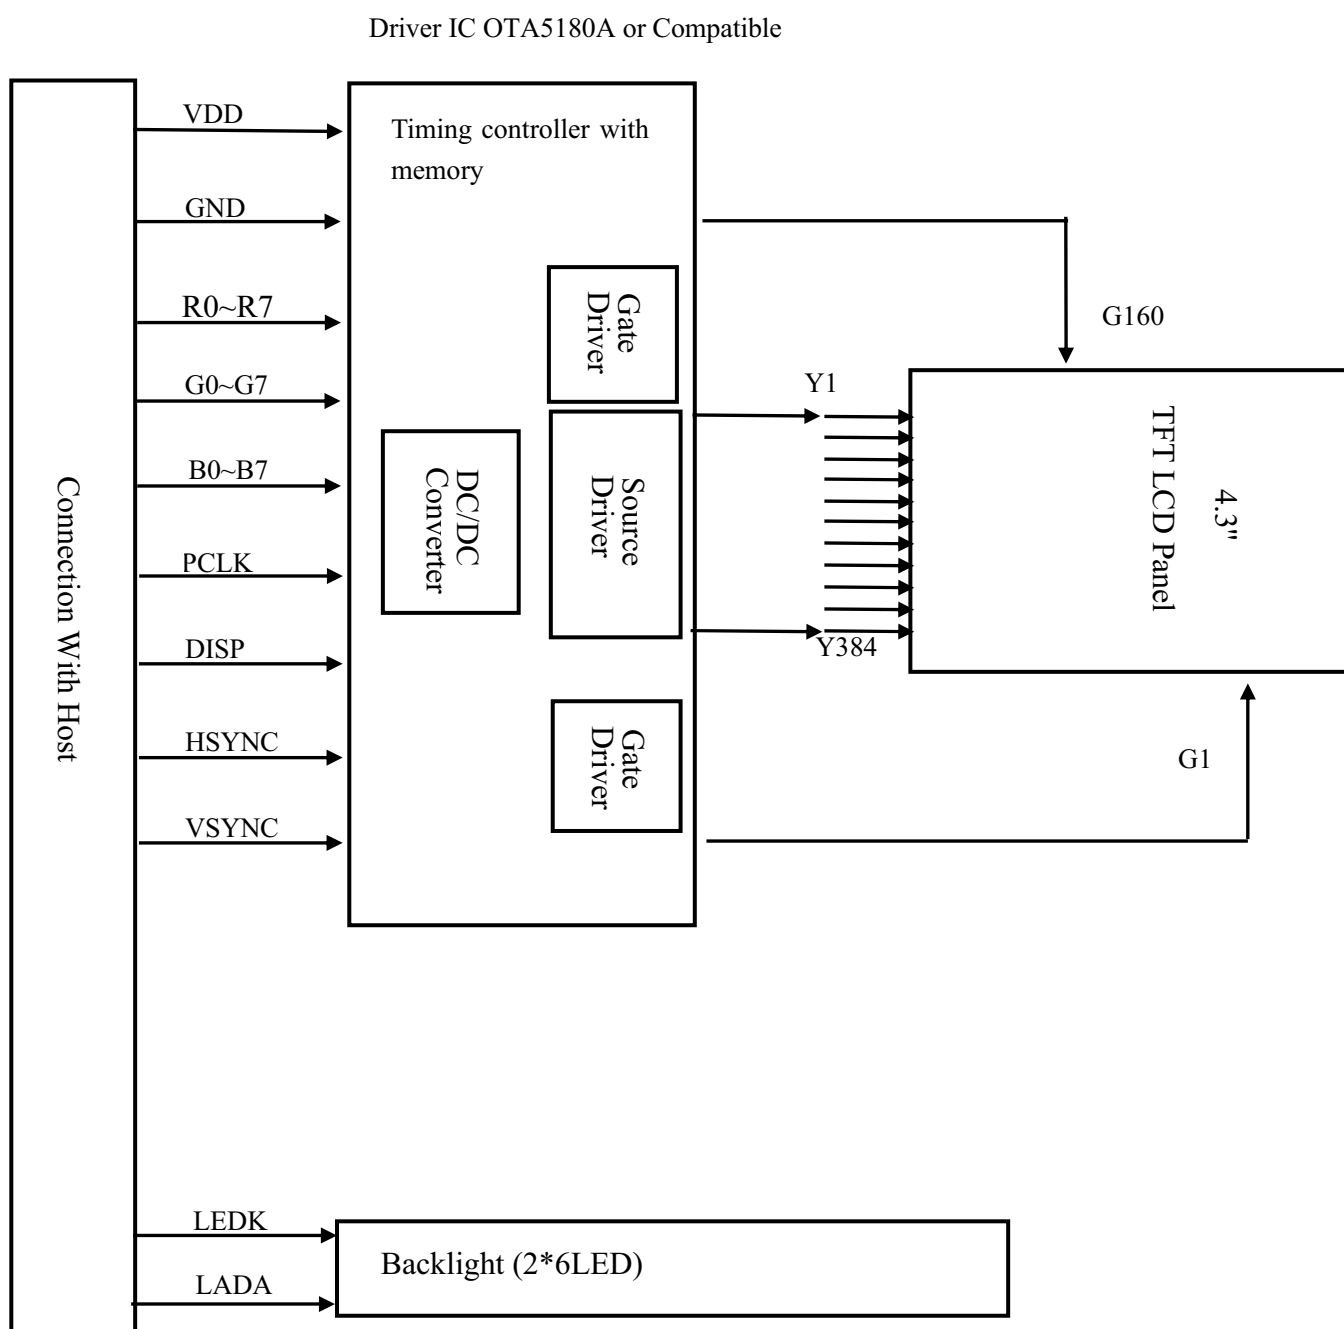 Driver IC OTA5180A or Compatible
Connection With Host
VDD
GND
R0~R7
G0~G7
B0~B7
PCLK
DISP
HSYNC
VSYNC
Timing controller with
memory
Gate
Driver
DC/DC
Converter
Source
Driver
Gate
Driver
Y1
Y384
G160
G1
4.3"
TFT LCD Panel
LEDK
LADA
Backlight (2*6LED)